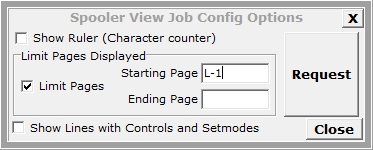 Spooler View Job Config Options
X
Show Ruler (Character counter)
Limit Pages Displayed
Starting Page L-1
Limit Pages
Ending Page
Request
Show Lines with Controls and Setmodes
Close